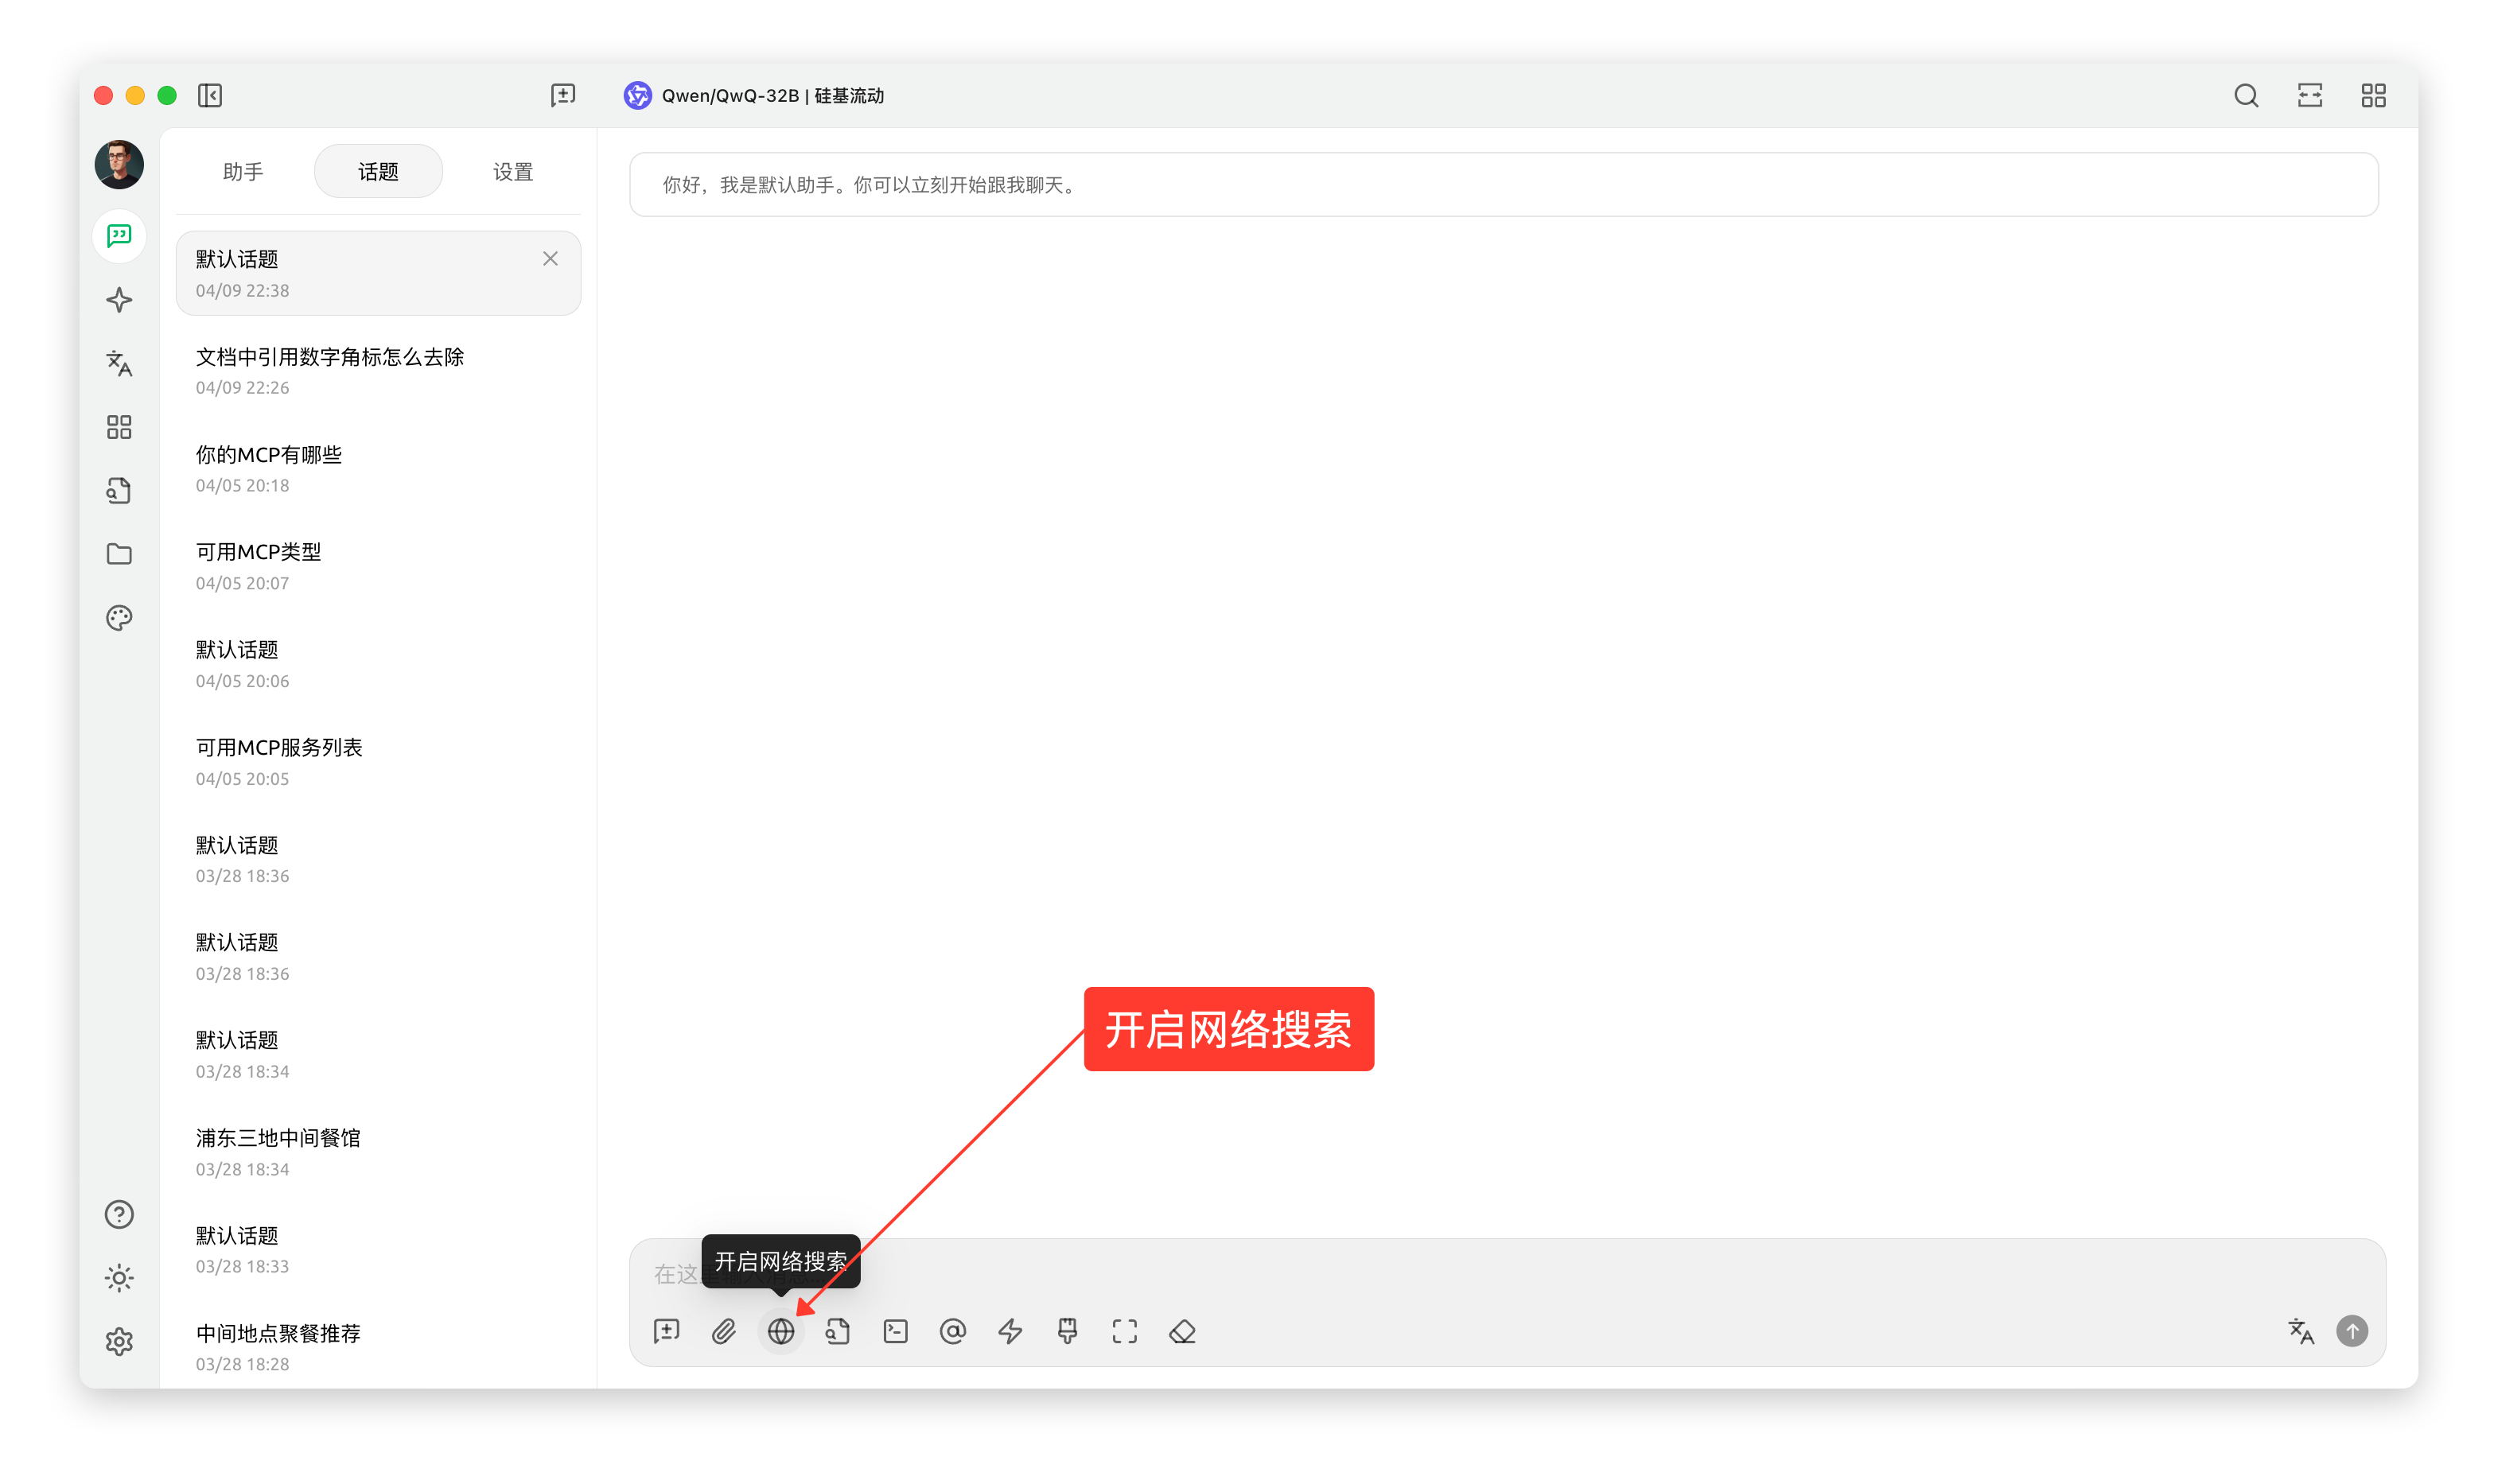 Qwen/QwQ-32B | 硅基流动
助手
话题
设置
你好，我是默认助手。你可以立刻开始跟我聊天。
默认话题
04/09 22:38
文档中引用数字角标怎么去除
04/09 22:26
你的MCP有哪些
04/05 20:18
可用MCP类型
04/05 20:07
默认话题
04/05 20:06
可用MCP服务列表
04/05 20:05
默认话题
03/28 18:36
默认话题
03/28 18:36
默认话题
03/28 18:34
浦东三地中间餐馆
03/28 18:34
默认话题
03/28 18:33
中间地点聚餐推荐
03/28 18:28
开启网络搜索
开启网络搜索
在这